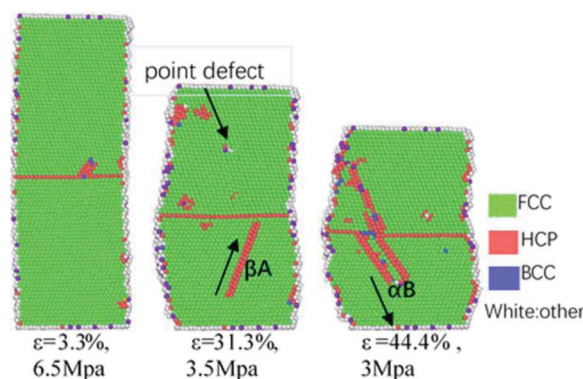 point defect
βA
αB
FCC
HCP
BCC
White:other
ε=3.3%,
6.5Mpa
ε=31.3%,
3.5Mpa
ε=44.4% ,
3Mpa